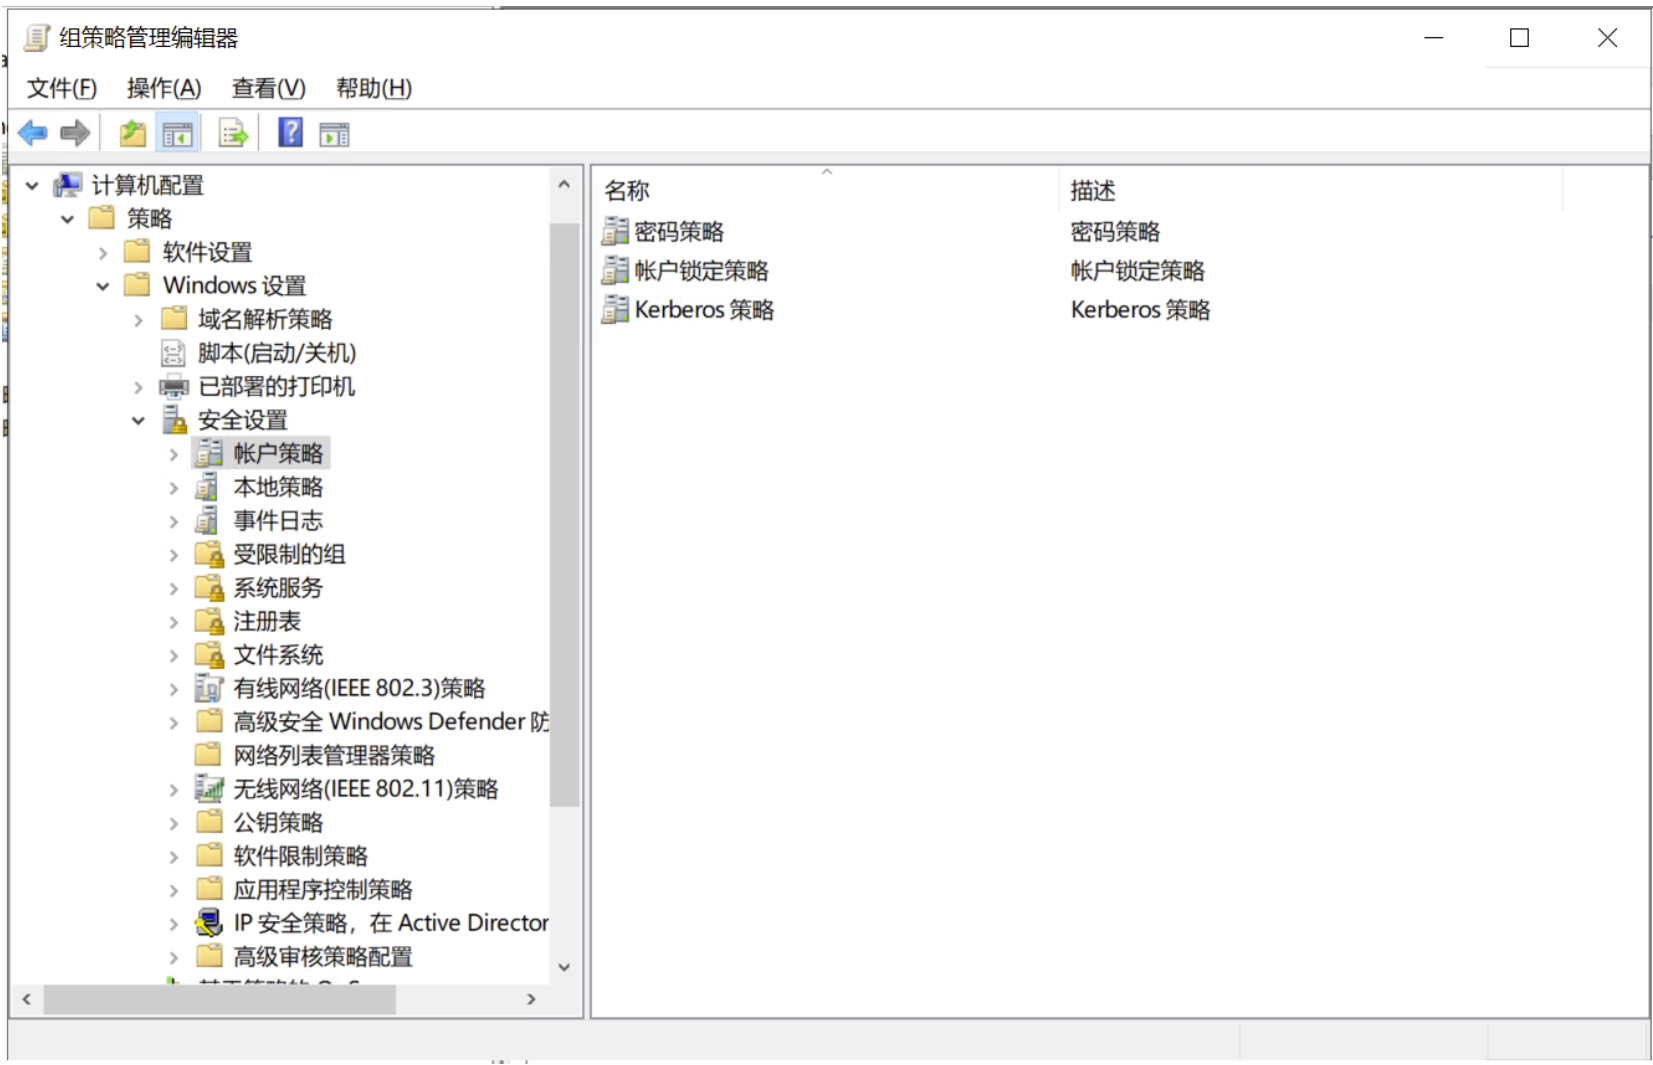 组策略管理编辑器
文件(F) 操作(A) 查看(V) 帮助(H)
计算机配置
策略
软件设置
Windows 设置
域名解析策略
脚本(启动/关机)
已部署的打印机
安全设置
帐户策略
本地策略
事件日志
受限制的组
系统服务
注册表
文件系统
有线网络(IEEE 802.3)策略
高级安全 Windows Defender 防
网络列表管理器策略
无线网络(IEEE 802.11)策略
公钥策略
软件限制策略
应用程序控制策略
IP 安全策略，在 Active Director
高级审核策略配置
名称 描述
密码策略 密码策略
帐户锁定策略 帐户锁定策略
Kerberos 策略 Kerberos 策略